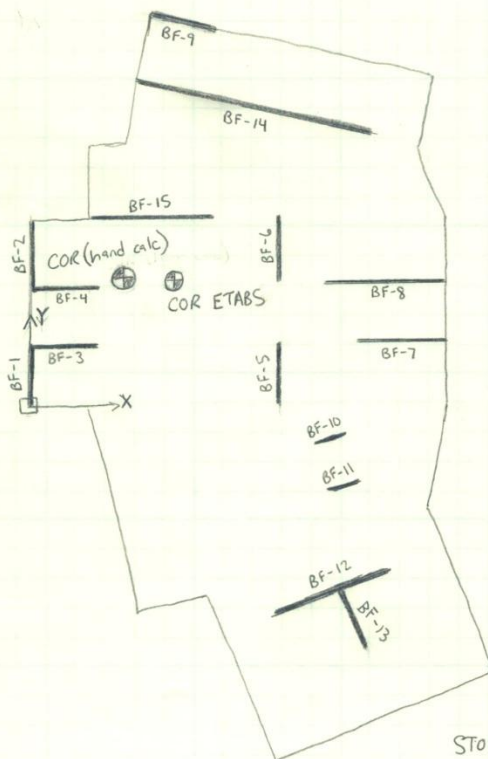 BF-9
BF-14
BF-15
BF-2
BF-6
COR (hand calc)
COR ETABS
BF-4
BF-8
Y
BF-1
BF-3
BF-5
BF-7
X
BF-10
BF-11
BF-12
BF-13
STO